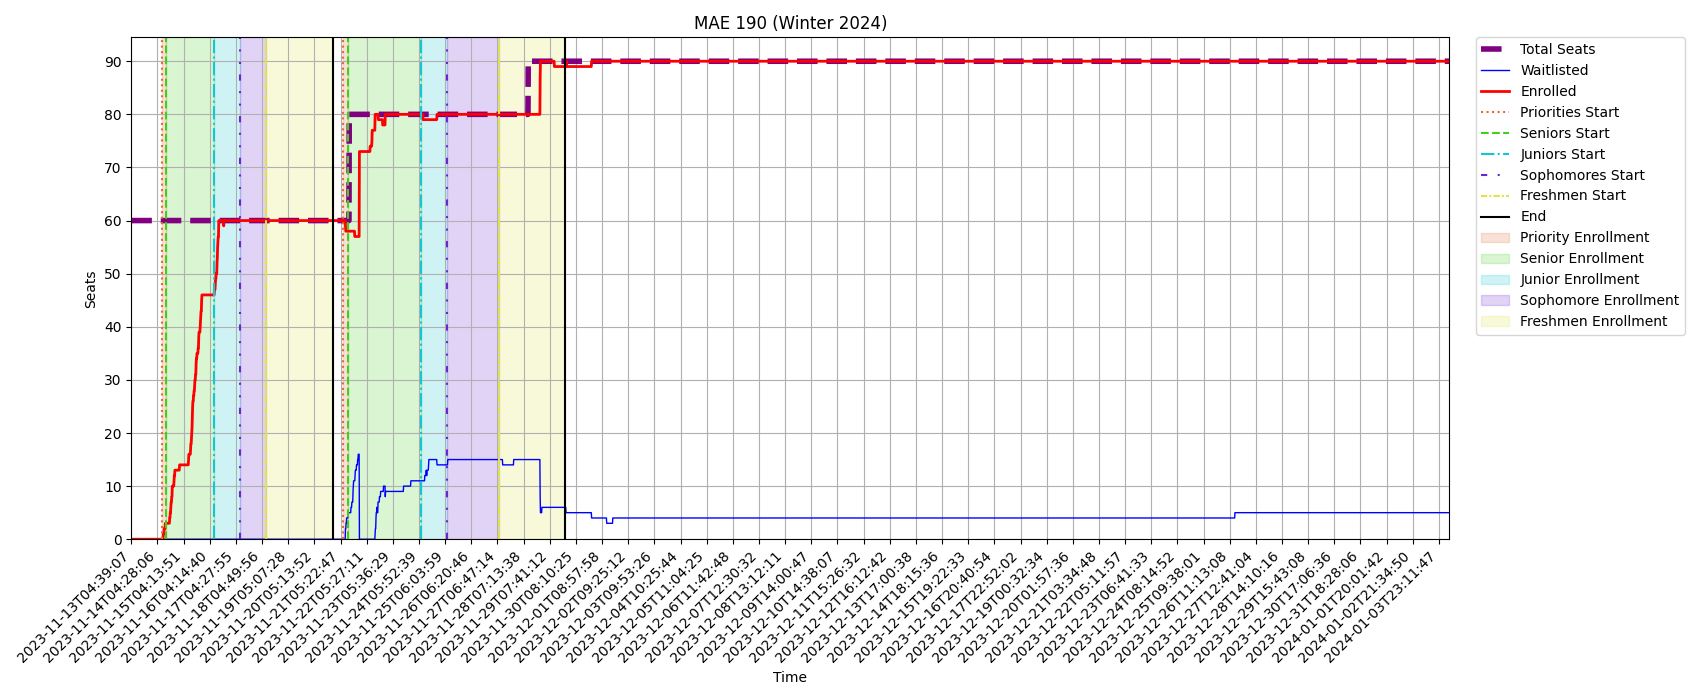 MAE 190 (Winter 2024)
Seats
90
80
70
60
50
40
30
20
10
0
2023-11-13T04:39:07
2023-11-14T04:28:06
2023-11-15T04:13:51
2023-11-16T04:14:40
2023-11-17T04:27:55
2023-11-18T04:49:56
2023-11-19T05:07:28
2023-11-20T05:13:52
2023-11-21T05:22:47
2023-11-22T05:27:11
2023-11-23T05:36:29
2023-11-24T05:52:39
2023-11-25T06:03:59
2023-11-26T06:20:46
2023-11-27T06:47:14
2023-11-28T07:13:38
2023-11-29T07:41:12
2023-11-30T08:10:25
2023-12-01T08:57:58
2023-12-02T09:25:12
2023-12-03T09:53:26
2023-12-04T10:25:44
2023-12-05T11:04:25
2023-12-06T11:42:48
2023-12-07T12:30:32
2023-12-08T13:12:11
2023-12-09T14:00:47
2023-12-10T14:38:07
2023-12-11T15:26:32
2023-12-12T16:12:42
2023-12-13T17:00:38
2023-12-14T18:15:36
2023-12-15T19:22:33
2023-12-16T20:40:54
2023-12-17T22:52:02
2023-12-19T00:32:34
2023-12-20T01:57:36
2023-12-21T03:34:48
2023-12-22T05:11:57
2023-12-23T06:41:33
2023-12-24T08:14:52
2023-12-25T09:38:01
2023-12-26T11:13:08
2023-12-27T12:41:04
2023-12-28T14:10:16
2023-12-29T15:43:08
2023-12-30T17:06:36
2023-12-31T18:28:06
2024-01-01T20:01:42
2024-01-02T21:34:50
2024-01-03T23:11:47
Time
Total Seats
Waitlisted
Enrolled
Priorities Start
Seniors Start
Juniors Start
Sophomores Start
Freshmen Start
End
Priority Enrollment
Senior Enrollment
Junior Enrollment
Sophomore Enrollment
Freshmen Enrollment